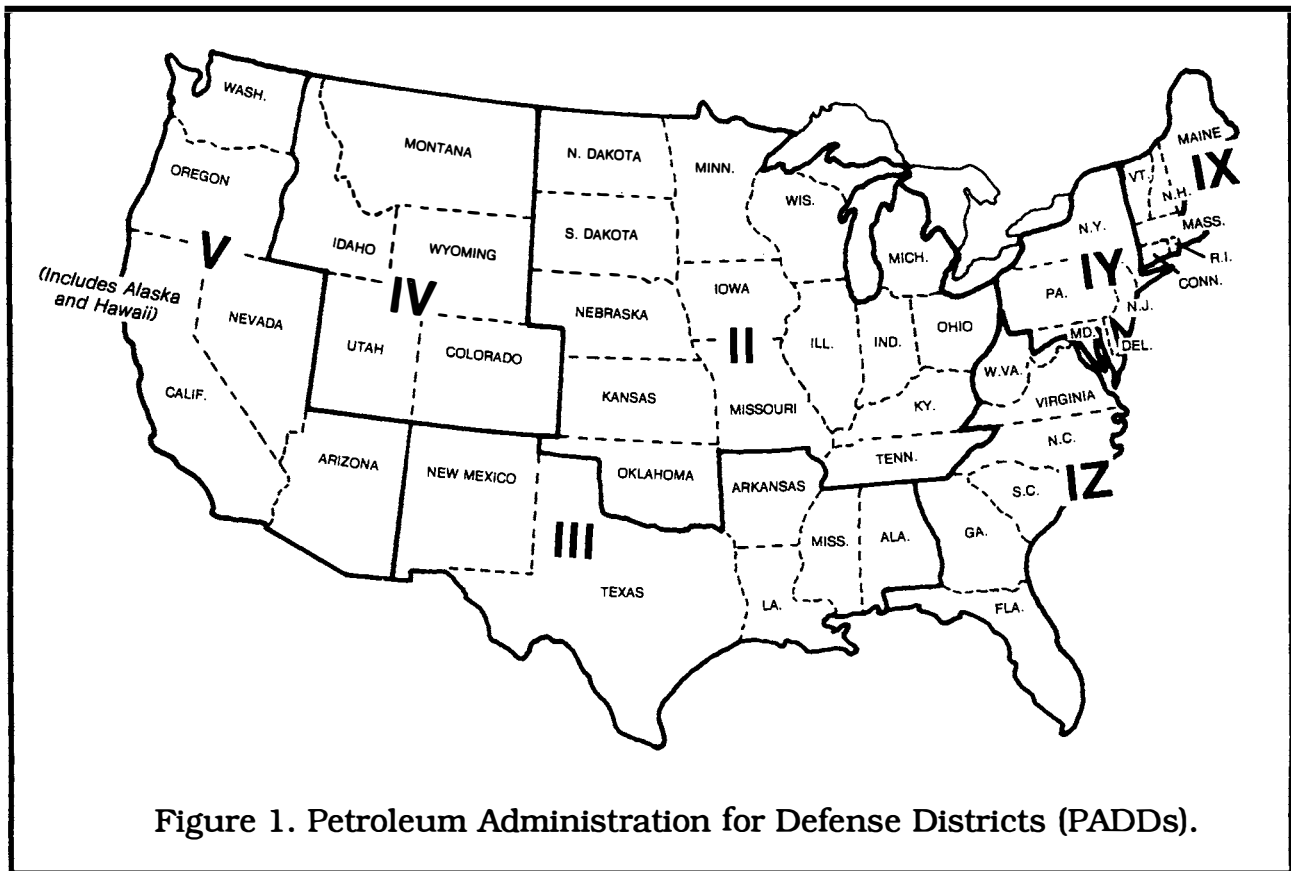 WASH.
MONTANA
N. DAKOTA
MINN.
MAINE
OREGON
VT.
IX
N.H.
WIS.
IDAHO
WYOMING
S. DAKOTA
N.Y.
MASS.
V
MICH.
R.I.
(Includes Alaska
and Hawaii)
IV
IOWA
IY
CONN.
PA.
NEVADA
NEBRASKA
OHIO
N.J.
UTAH
COLORADO
II
ILL.
IND.
MD.
DEL.
W.VA.
CALIF.
KANSAS
MISSOURI
KY.
VIRGINIA
N.C.
ARIZONA
NEW MEXICO
OKLAHOMA
ARKANSAS
TENN.
IZ
S.C.
III
MISS.
ALA.
GA.
TEXAS
LA.
FLA.
Figure 1. Petroleum Administration for Defense Districts (PADDs).